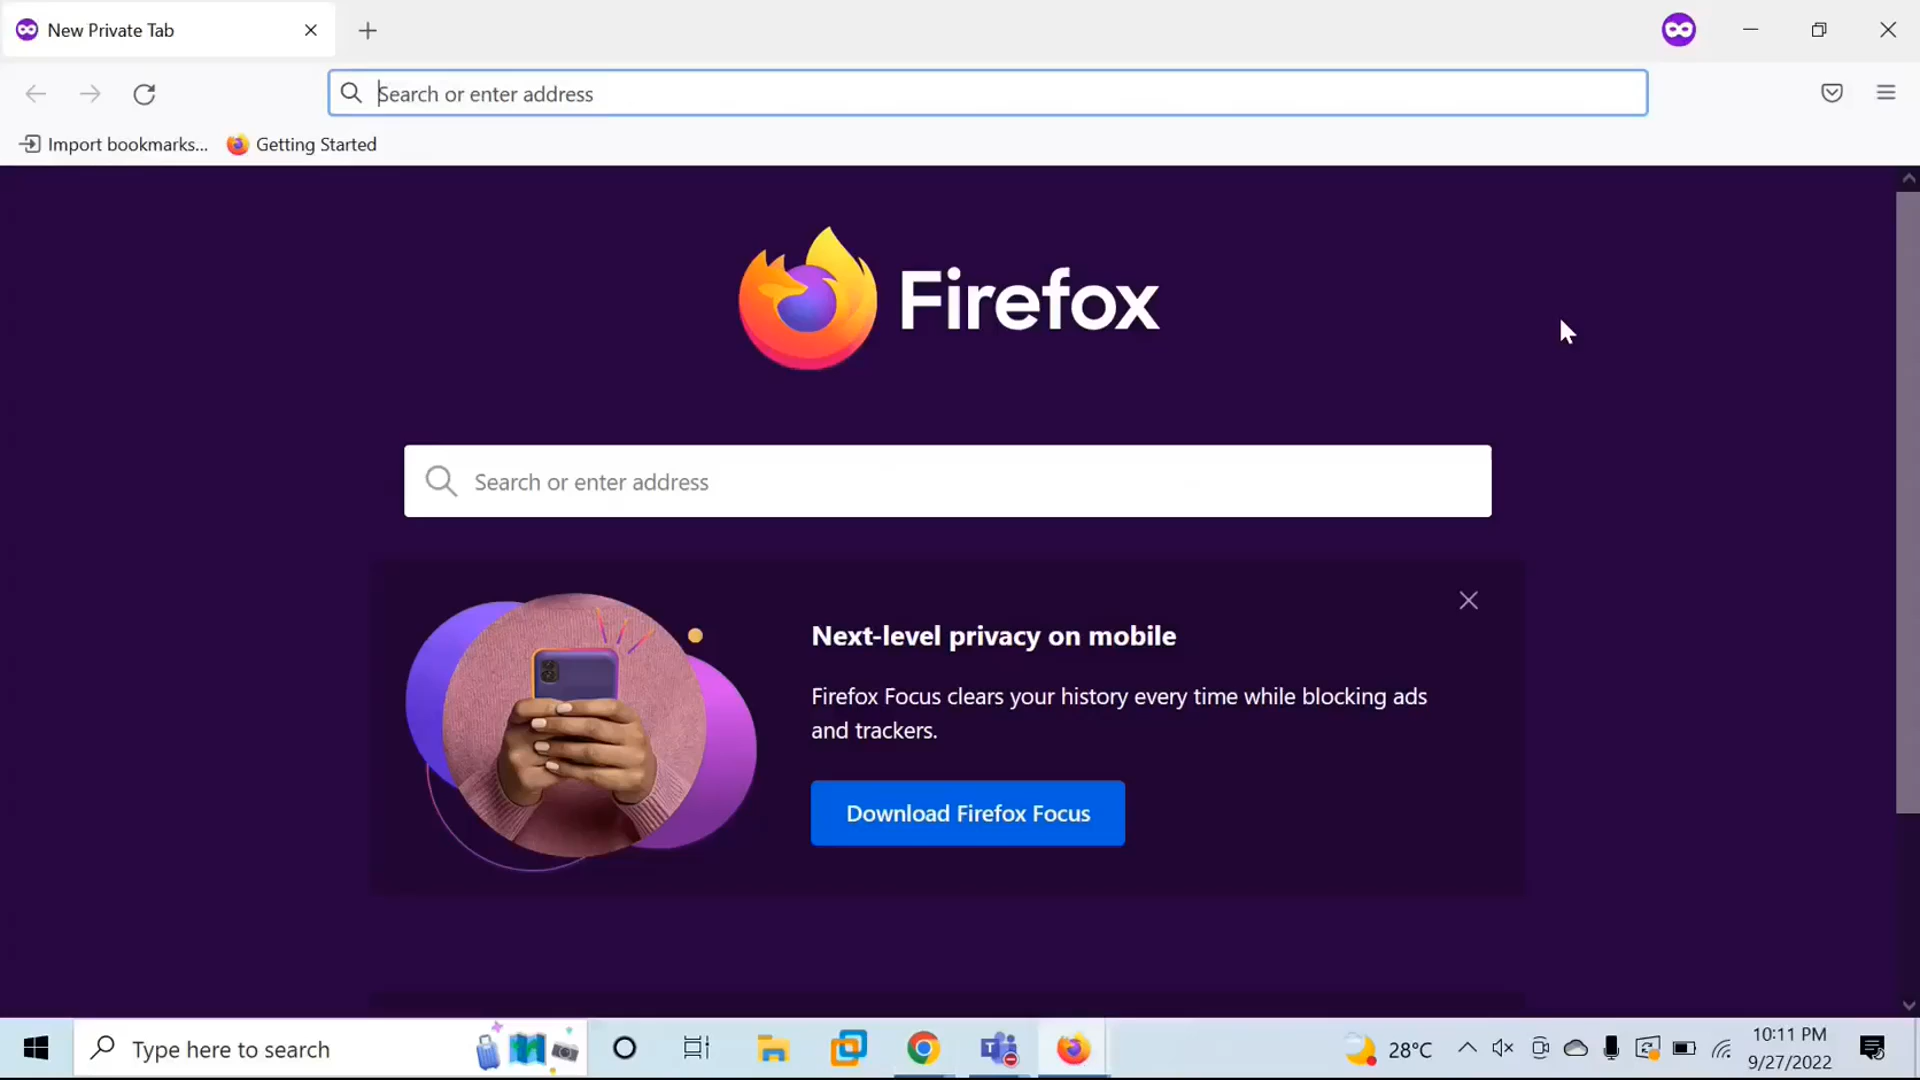 New Private Tab
Search or enter address
Import bookmarks...
Getting Started
Firefox
Search or enter address
Next-level privacy on mobile
Firefox Focus clears your history every time while blocking ads
and trackers.
Download Firefox Focus
Type here to search
28°C
10:11 PM
9/27/2022